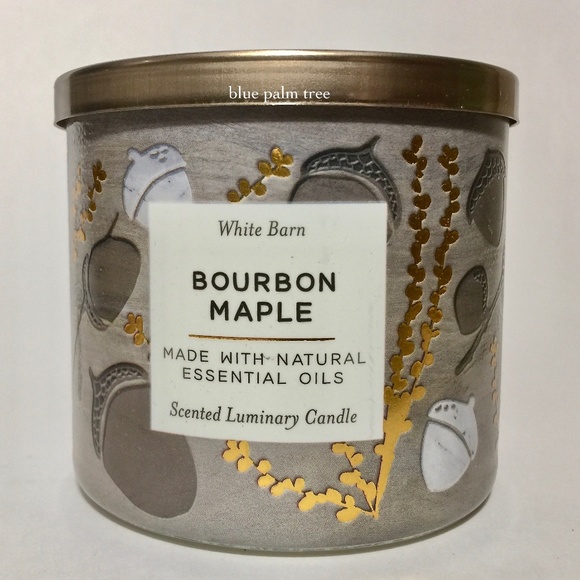 blue palm tree
White Barn
BOURBON
MAPLE
MADE WITH NATURAL
ESSENTIAL OILS
Scented Luminary Candle